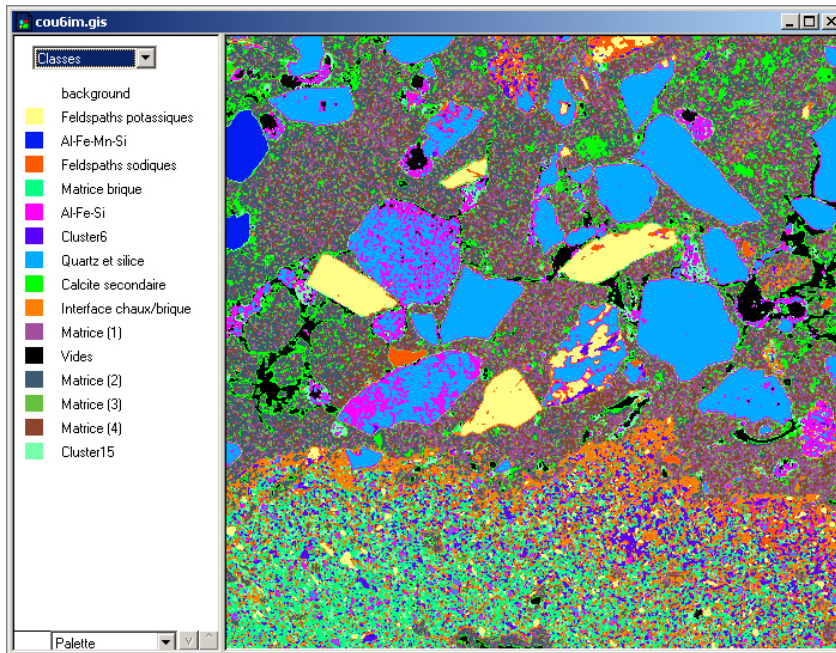 cou6im.gis
Classes
background
Feldspaths potassiques
Al-Fe-Mn-Si
Feldspaths sodiques
Matrice brique
Al-Fe-Si
Cluster6
Quartz et silice
Calcite secondaire
Interface chaux/brique
Matrice (1)
Vides
Matrice (2)
Matrice (3)
Matrice (4)
Cluster15
Palette